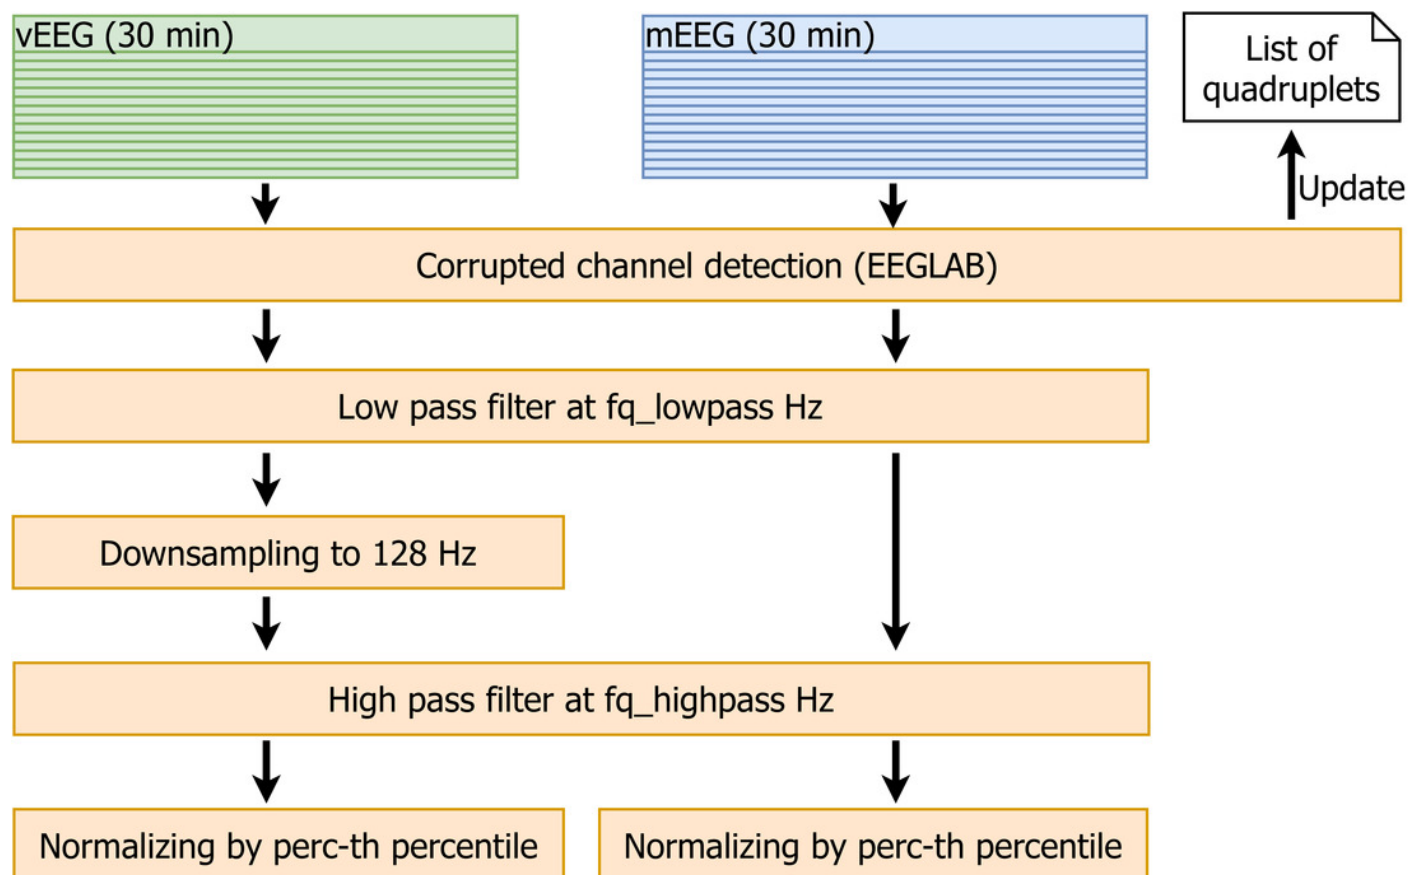 vEEG (30 min)
mEEG (30 min)
List of
quadruplets
Update
Corrupted channel detection (EEGLAB)
Low pass filter at fq_lowpass Hz
Downsampling to 128 Hz
High pass filter at fq_highpass Hz
Normalizing by perc-th percentile
Normalizing by perc-th percentile